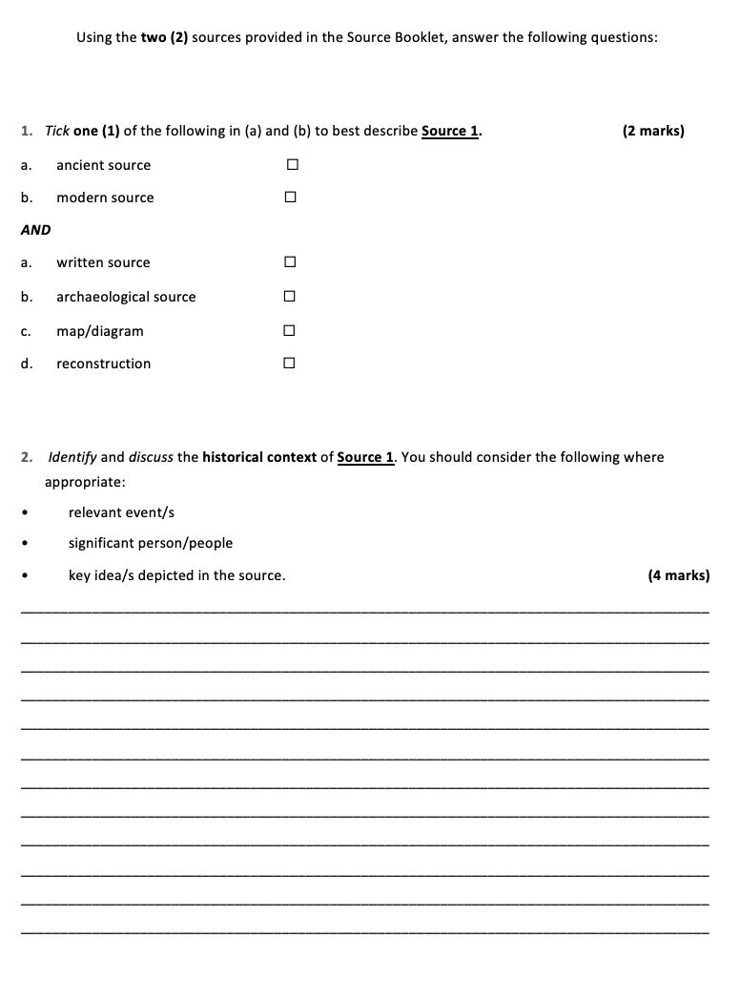 Using the two (2) sources provided in the Source Booklet, answer the following questions:
1. Tick one (1) of the following in (a) and (b) to best describe Source 1. (2 marks)
a. ancient source ☐
b. modern source ☐
AND
a. written source ☐
b. archaeological source ☐
c. map/diagram ☐
d. reconstruction ☐
2. Identify and discuss the historical context of Source 1. You should consider the following where
appropriate:
• relevant event/s
• significant person/people
• key idea/s depicted in the source. (4 marks)